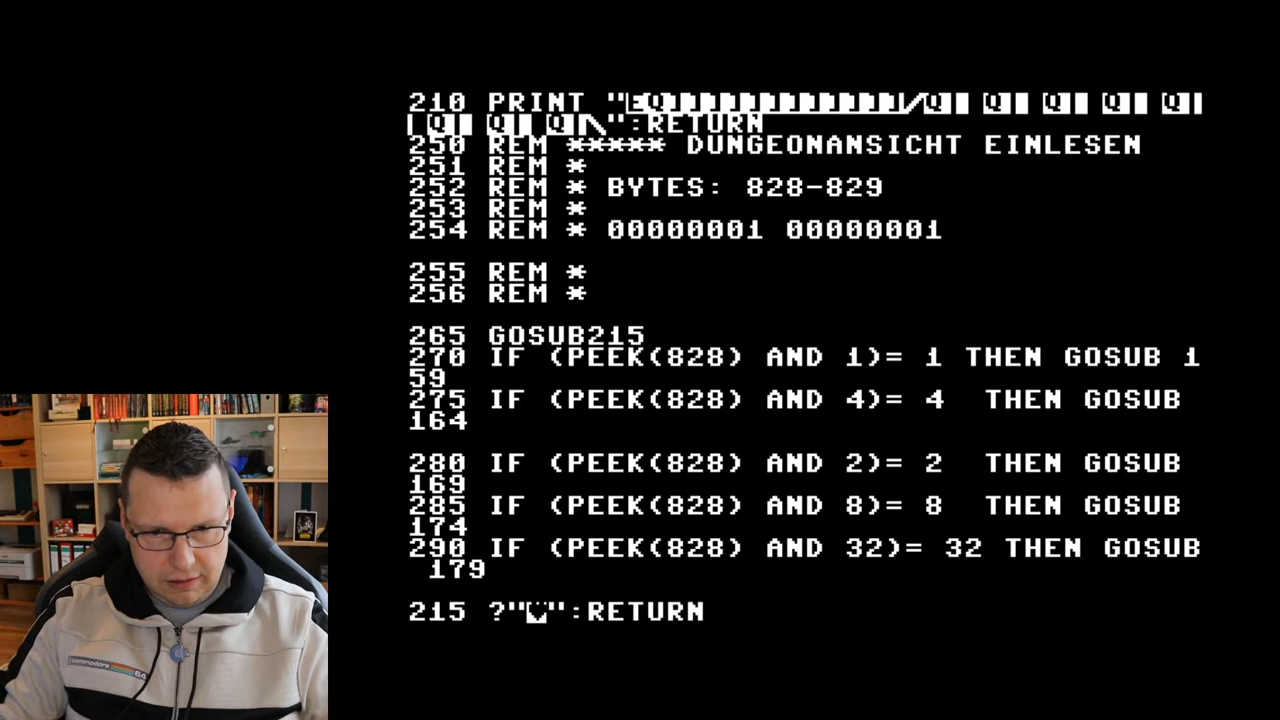 210 PRINT "EQ]]]]]]]]]]]]]/Q| Q| Q| Q| Q|
|Q| Q| Q|\":RETURN
250 REM ***** DUNGEONANSICHT EINLESEN
251 REM *
252 REM * BYTES: 828-829
253 REM *
254 REM * 00000001 00000001
255 REM *
256 REM *
265 GOSUB215
270 IF (PEEK(828) AND 1)= 1 THEN GOSUB 1
59
275 IF (PEEK(828) AND 4)= 4  THEN GOSUB
164
280 IF (PEEK(828) AND 2)= 2  THEN GOSUB
169
285 IF (PEEK(828) AND 8)= 8  THEN GOSUB
174
290 IF (PEEK(828) AND 32)= 32 THEN GOSUB
179
215 ?"♥":RETURN
commodore
64